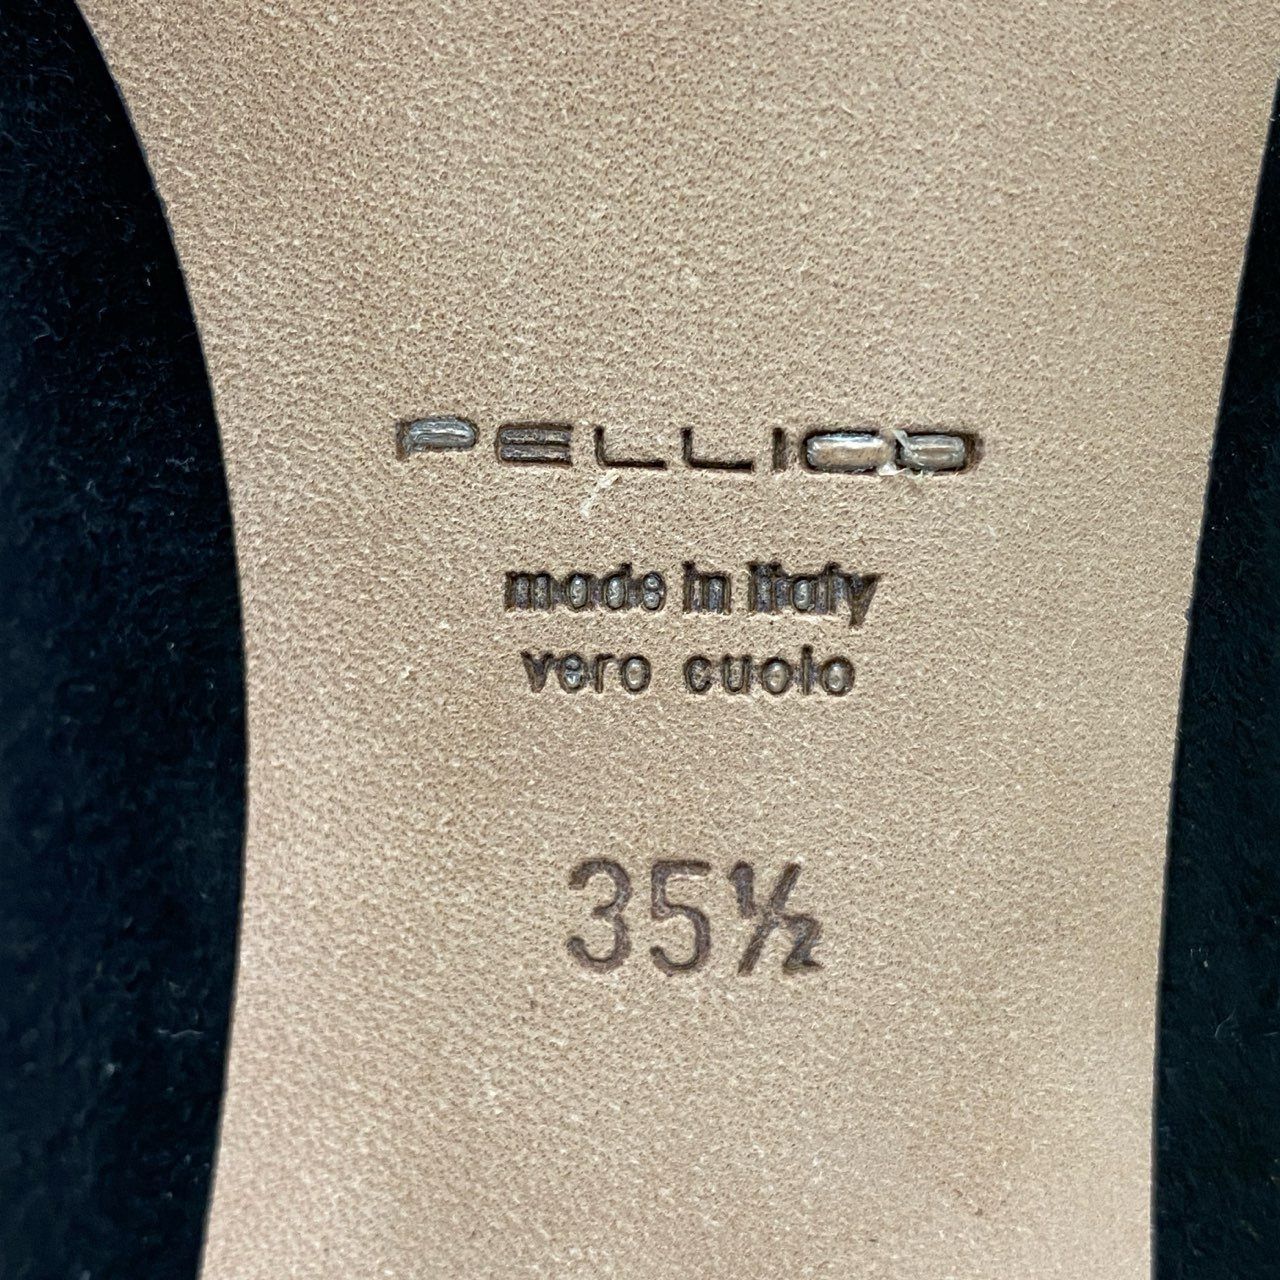 PELLICO
made in italy
vero cuoio
35½